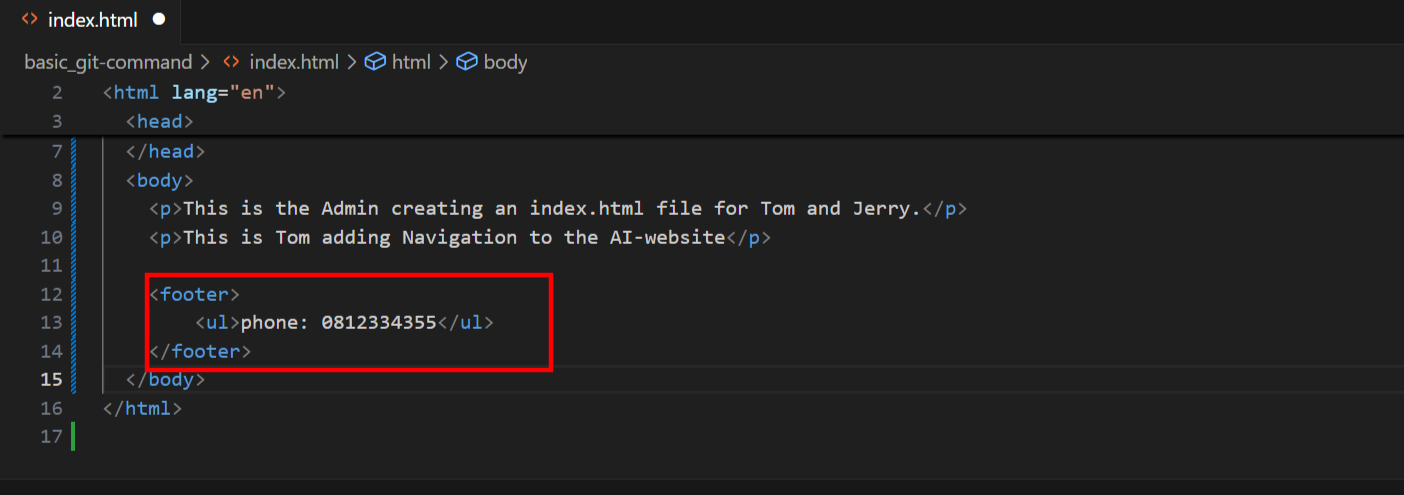 index.html
basic_git-command > index.html > html > body
2 <html lang="en">
3 <head>
7 </head>
8 <body>
9 <p>This is the Admin creating an index.html file for Tom and Jerry.</p>
10 <p>This is Tom adding Navigation to the AI-website</p>
11
12 <footer>
13 <ul>phone: 0812334355</ul>
14 </footer>
15 </body>
16 </html>
17